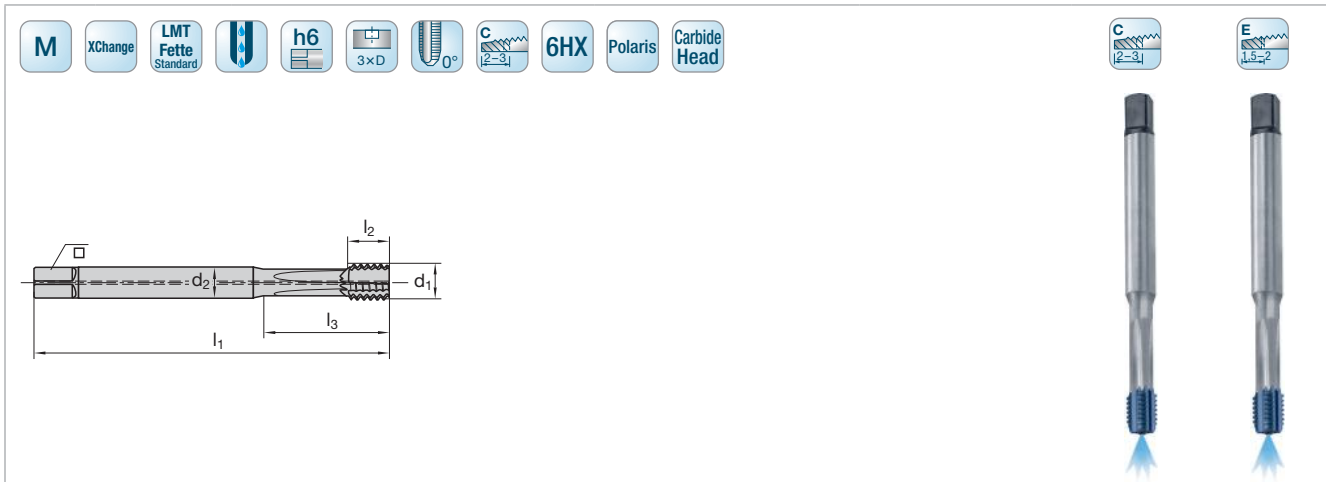 M
XChange
LMT
Fette
Standard
h6
3×D
0°
C
2–3
6HX
Polaris
Carbide
Head
C
2–3
E
1,5–2
l2
d2
d1
l3
l1